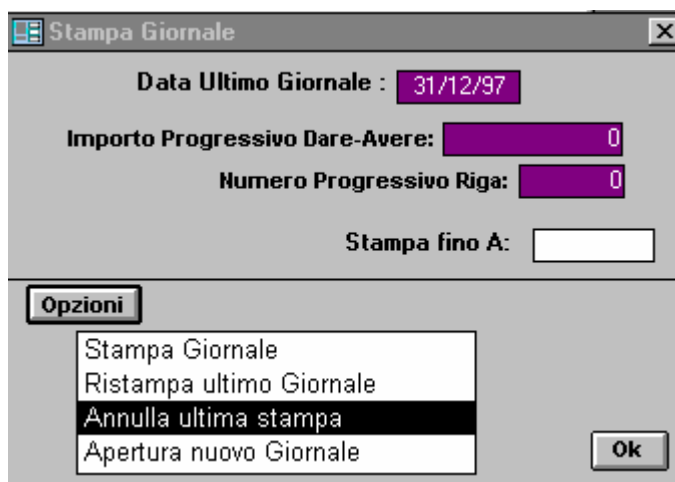 Stampa Giornale
Data Ultimo Giornale : 31/12/97
Importo Progressivo Dare-Avere: 0
Numero Progressivo Riga: 0
Stampa fino A:
Opzioni
Stampa Giornale
Ristampa ultimo Giornale
Annulla ultima stampa
Apertura nuovo Giornale
Ok